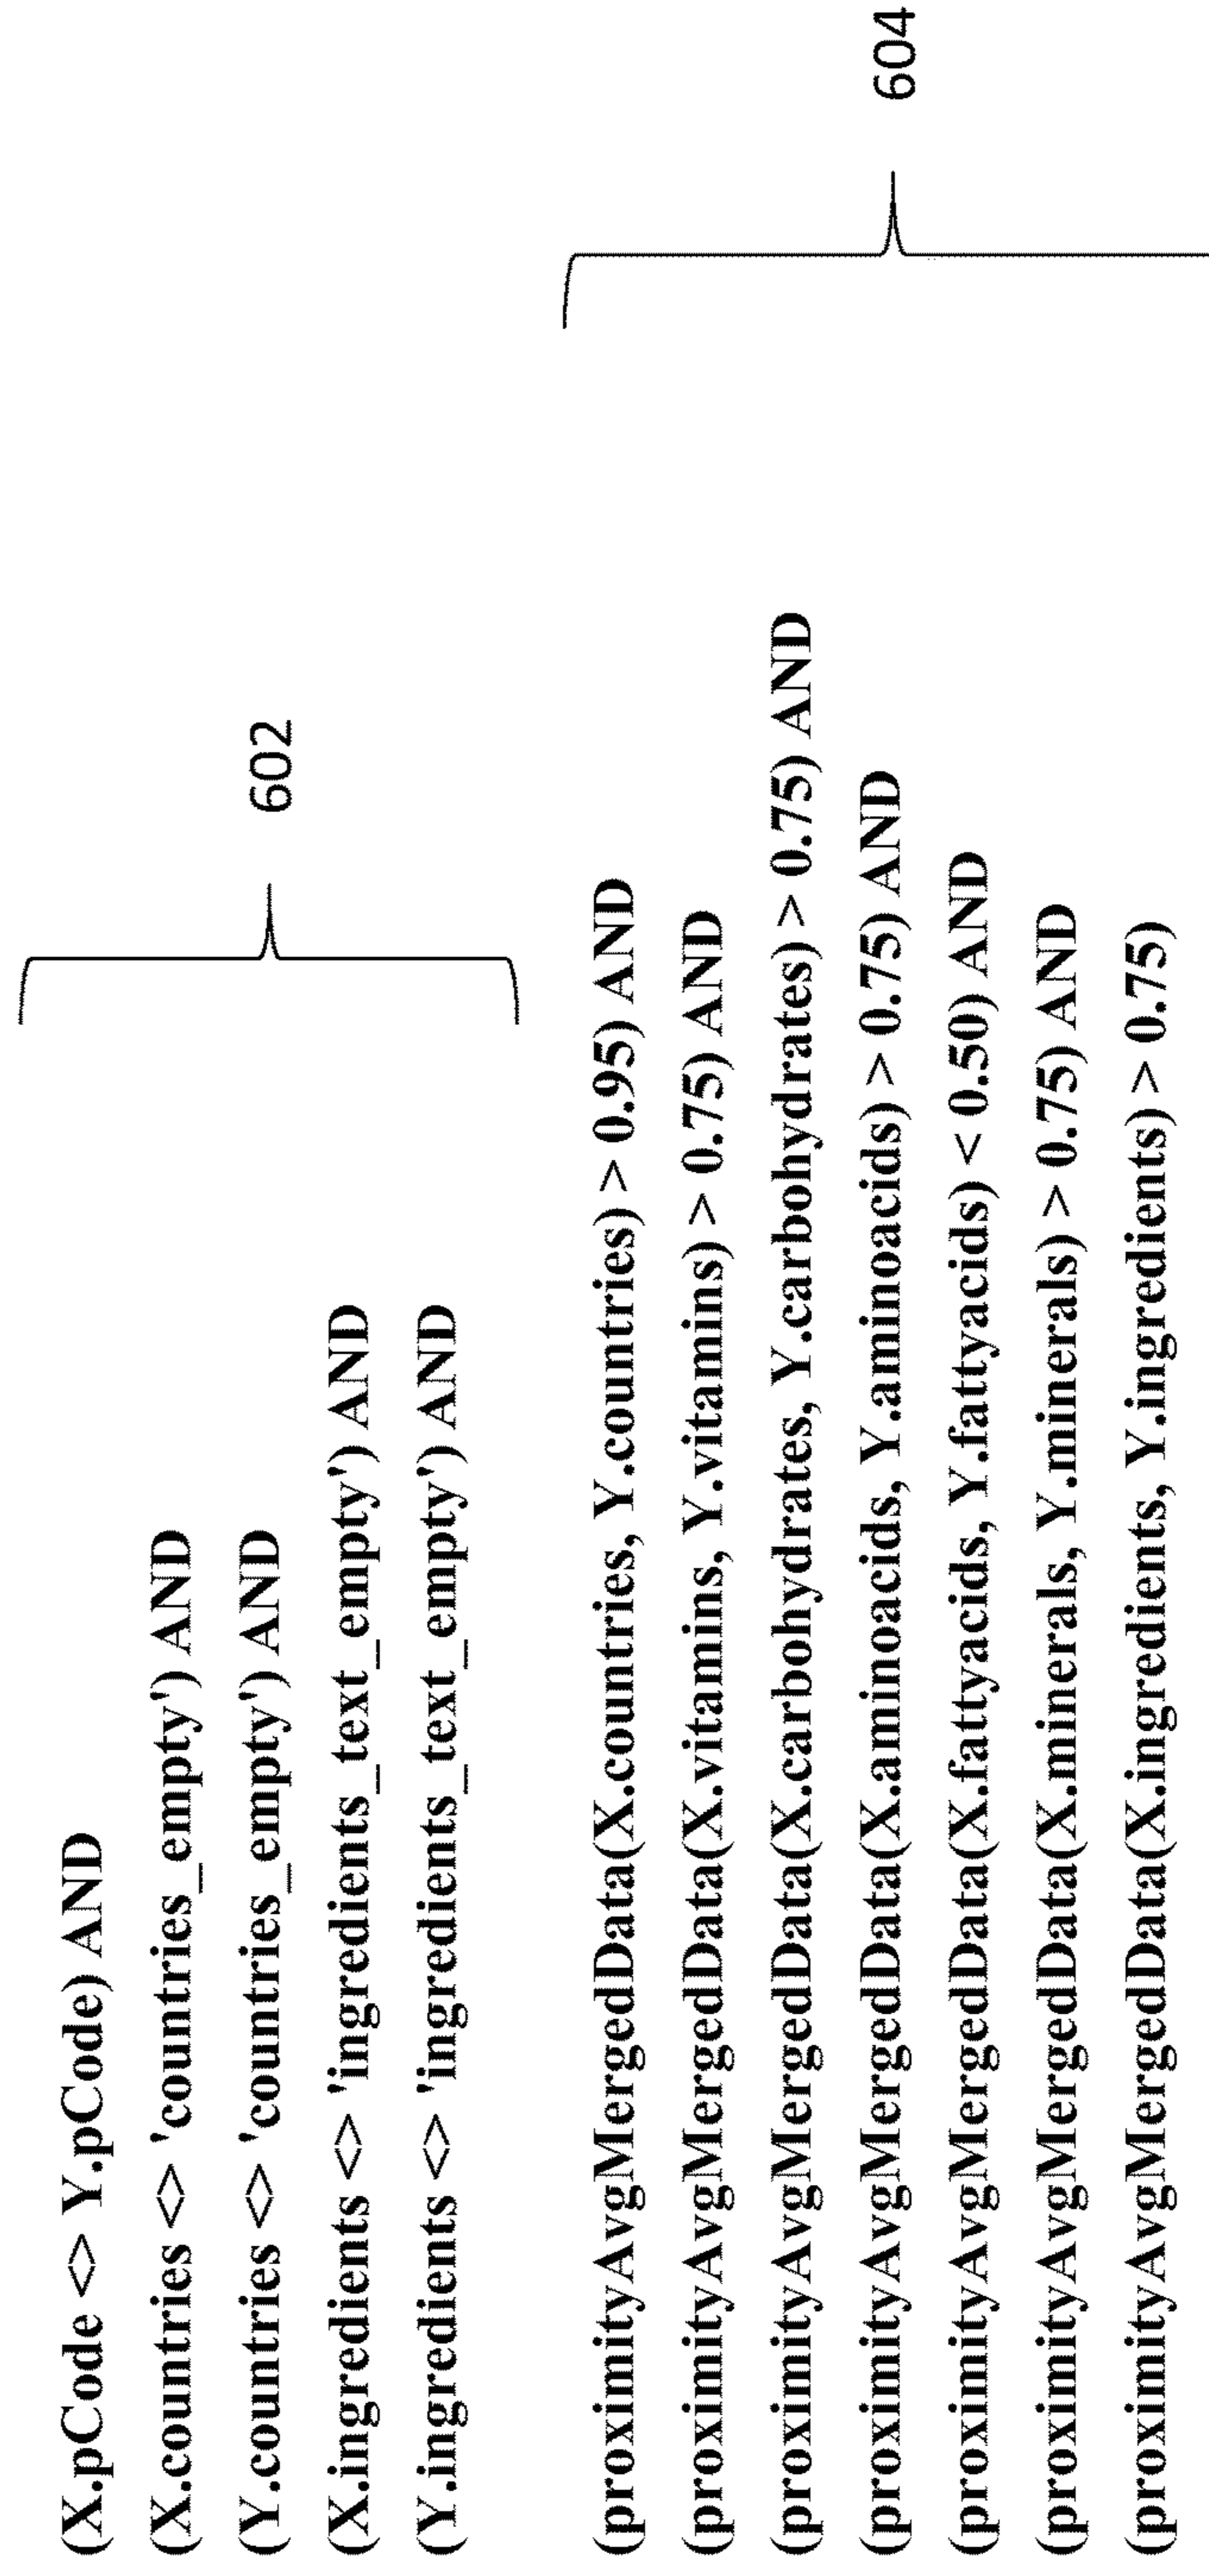 (X.pCode <> Y.pCode) AND
(X.countries <> 'countries_empty') AND
(Y.countries <> 'countries_empty') AND
(X.ingredients <> 'ingredients_text_empty') AND
(Y.ingredients <> 'ingredients_text_empty') AND
602
(proximityAvgMergedData(X.countries, Y.countries) > 0.95) AND
(proximityAvgMergedData(X.vitamins, Y.vitamins) > 0.75) AND
(proximityAvgMergedData(X.carbohydrates, Y.carbohydrates) > 0.75) AND
(proximityAvgMergedData(X.aminoacids, Y.aminoacids) > 0.75) AND
(proximityAvgMergedData(X.fattyacids, Y.fattyacids) < 0.50) AND
(proximityAvgMergedData(X.minerals, Y.minerals) > 0.75) AND
(proximityAvgMergedData(X.ingredients, Y.ingredients) > 0.75)
604